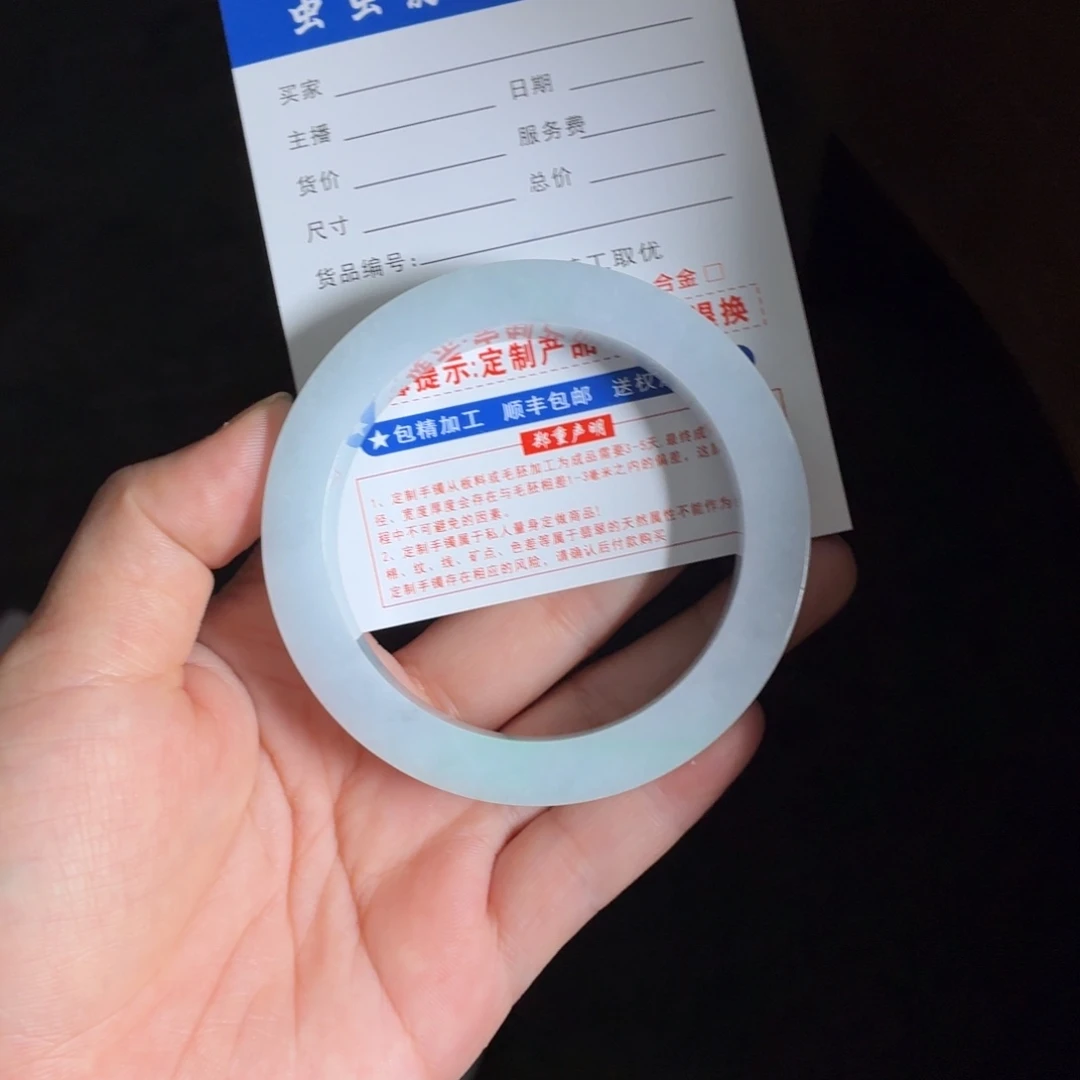 虫虫
买家 日期
主播 服务费
货价 总价
尺寸
货品编号: 工取优
合金 □
提示:定制产品 退换
★包精加工 顺丰包邮 送权
郑重声明
1、定制手镯从板料或毛胚加工为成品需要3-5天，最终成
径、宽度厚度会存在与毛胚相差1-3毫米之内的偏差，这
程中不可避免的因素。
2、定制手镯属于私人量身定做商品!
棉、纹、线、矿点、色差等属于翡翠的天然属性不能作为
定制手镯存在相应的风险，请确认后付款购买